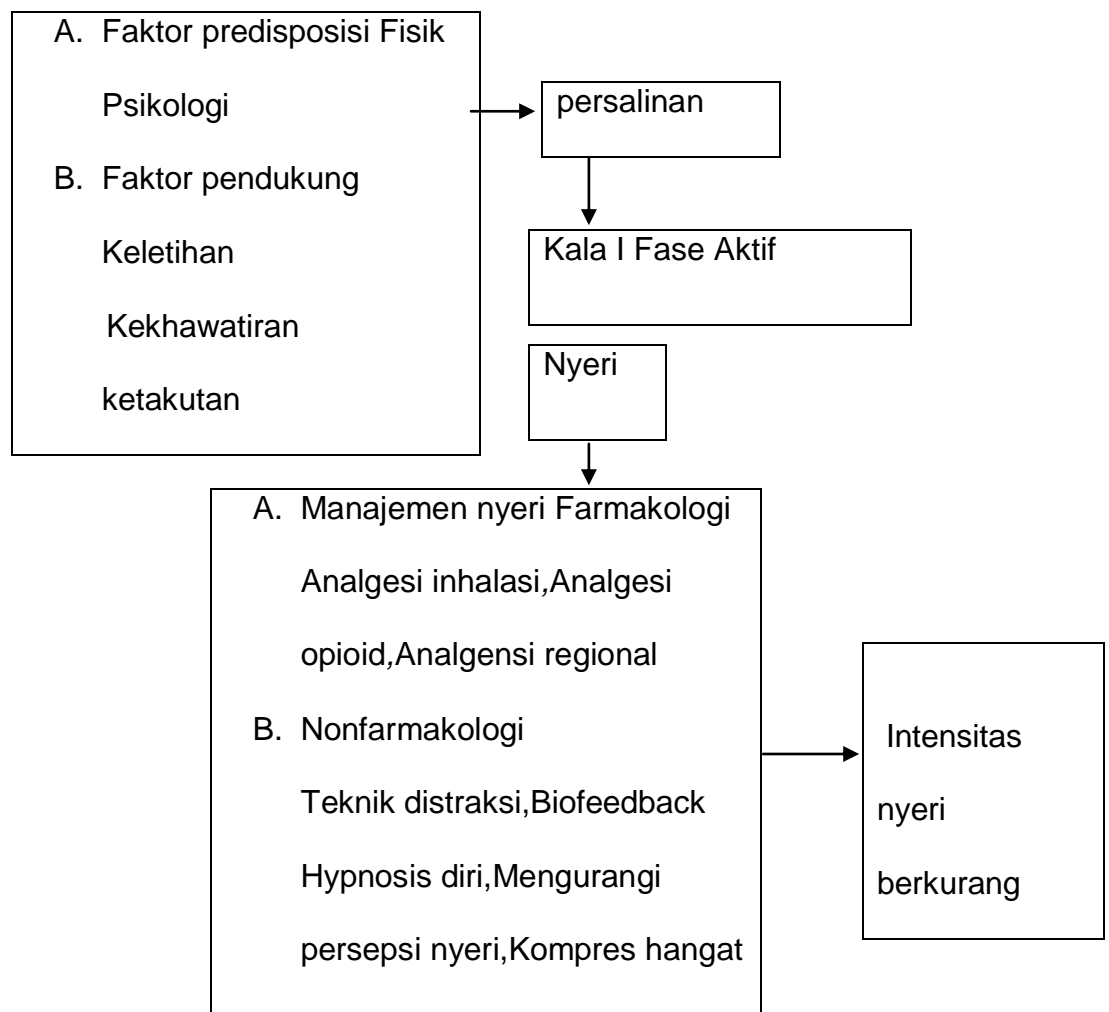 A. Faktor predisposisi Fisik
Psikologi
B. Faktor pendukung
Keletihan
Kekhawatiran
ketakutan
persalinan
Kala I Fase Aktif
Nyeri
A. Manajemen nyeri Farmakologi
Analgesi inhalasi,Analgesi
opioid,Analgensi regional
B. Nonfarmakologi
Teknik distraksi,Biofeedback
Hypnosis diri,Mengurangi
persepsi nyeri,Kompres hangat
Intensitas
nyeri
berkurang